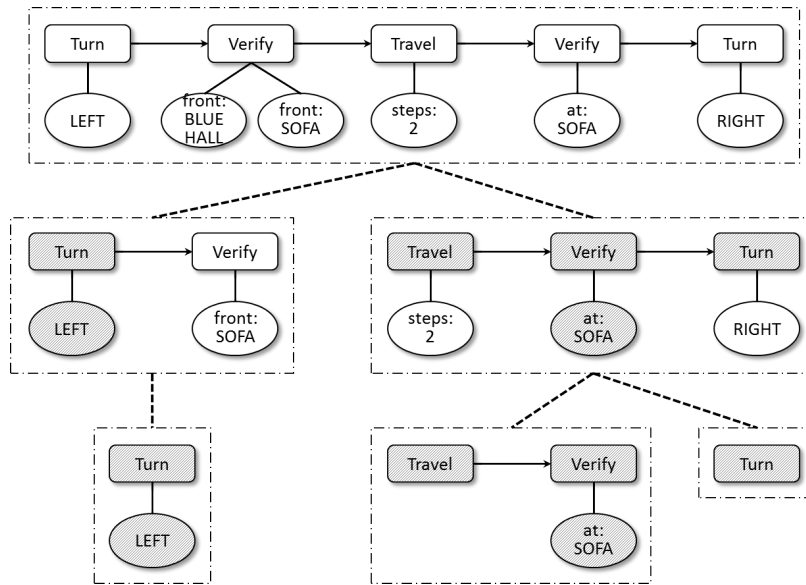 Turn
Verify
Travel
Verify
Turn
LEFT
front:
BLUE
HALL
front:
SOFA
steps:
2
at:
SOFA
RIGHT
Turn
Verify
Travel
Verify
Turn
LEFT
front:
SOFA
steps:
2
at:
SOFA
RIGHT
Turn
Travel
Verify
Turn
LEFT
at:
SOFA